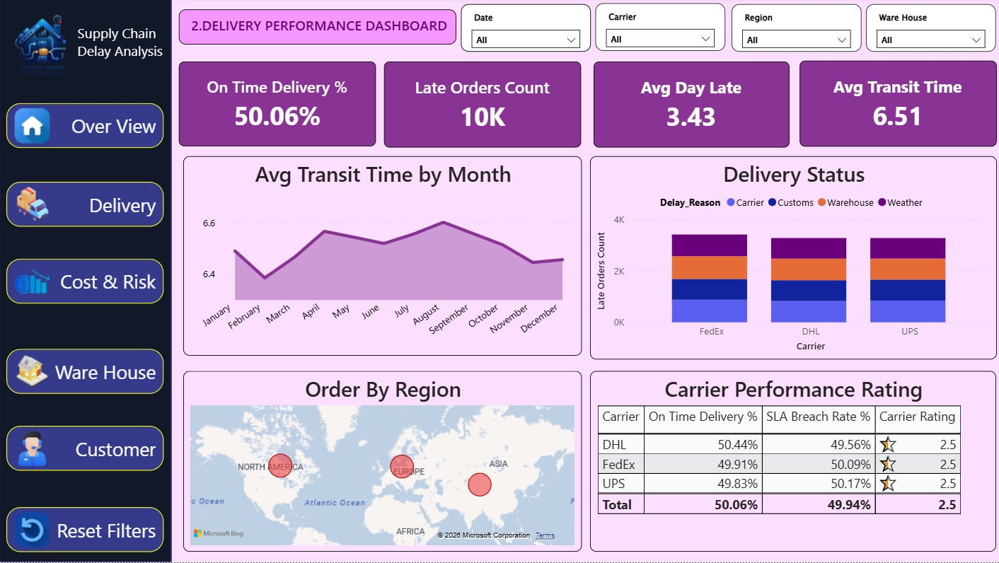 Supply Chain
Delay Analysis
SUPPLY CHAIN
2.DELIVERY PERFORMANCE DASHBOARD
Date
All
Carrier
All
Region
All
Ware House
All
Over View
Delivery
Cost & Risk
Ware House
Customer
Reset Filters
On Time Delivery %
50.06%
Late Orders Count
10K
Avg Day Late
3.43
Avg Transit Time
6.51
Avg Transit Time by Month
6.6
6.4
January
February
March
April
May
June
July
August
September
October
November
December
Delivery Status
Delay_Reason Carrier Customs Warehouse Weather
Late Orders Count
4K
2K
0K
FedEx DHL UPS
Carrier
Order By Region
NORTH AMERICA
EUROPE
ASIA
c Ocean
Atlantic Ocean
P
AFRICA
Microsoft Bing
© 2026 Microsoft Corporation Terms
Carrier Performance Rating
Carrier On Time Delivery % SLA Breach Rate % Carrier Rating
DHL 50.44% 49.56% 2.5
FedEx 49.91% 50.09% 2.5
UPS 49.83% 50.17% 2.5
Total 50.06% 49.94% 2.5